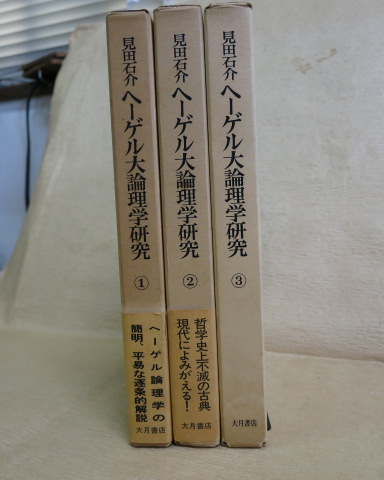 見田石介 ヘーゲル大論理学研究 ①
ヘーゲル論理学の
簡明、平易な逐条的解説
大月書店
見田石介 ヘーゲル大論理学研究 ②
哲学史上不滅の古典
現代によみがえる!
大月書店
見田石介 ヘーゲル大論理学研究 ③
大月書店